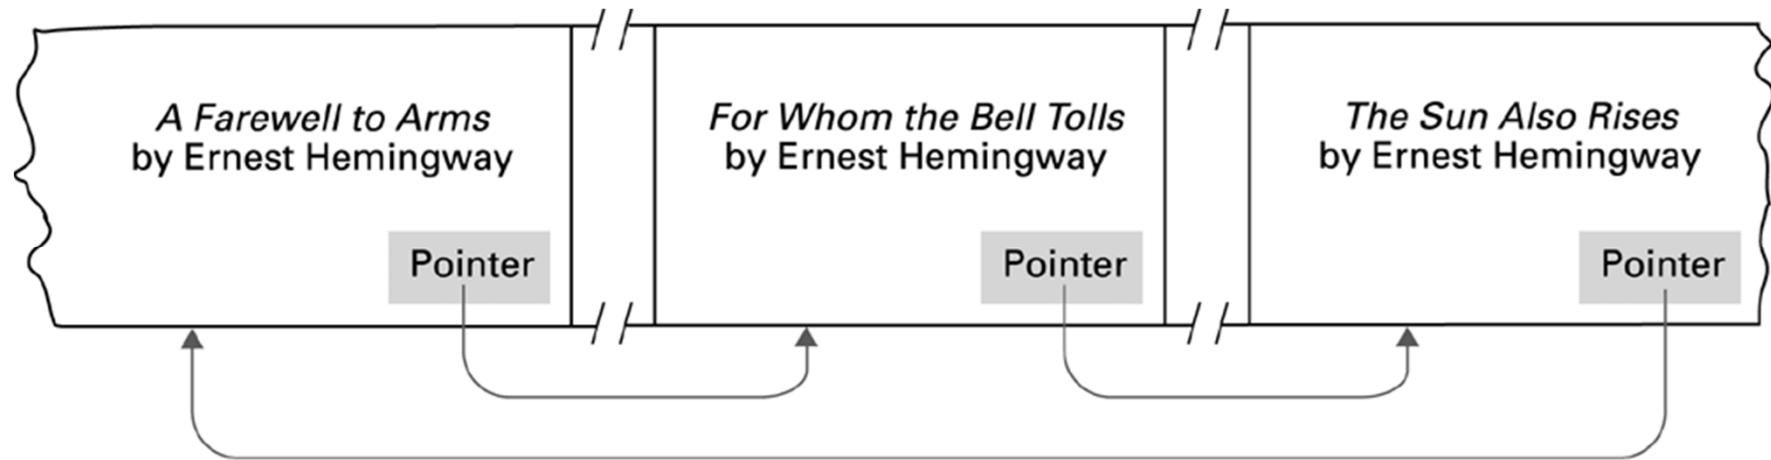 A Farewell to Arms
by Ernest Hemingway
Pointer
For Whom the Bell Tolls
by Ernest Hemingway
Pointer
The Sun Also Rises
by Ernest Hemingway
Pointer